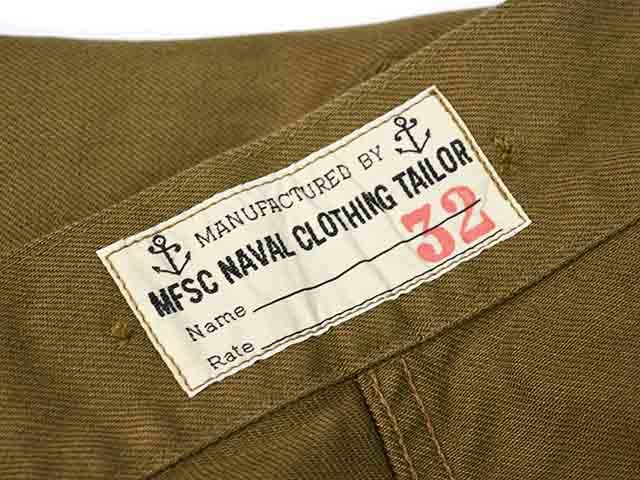 MANUFACTURED BY
MFSC NAVAL CLOTHING TAILOR
Name
32
Rate